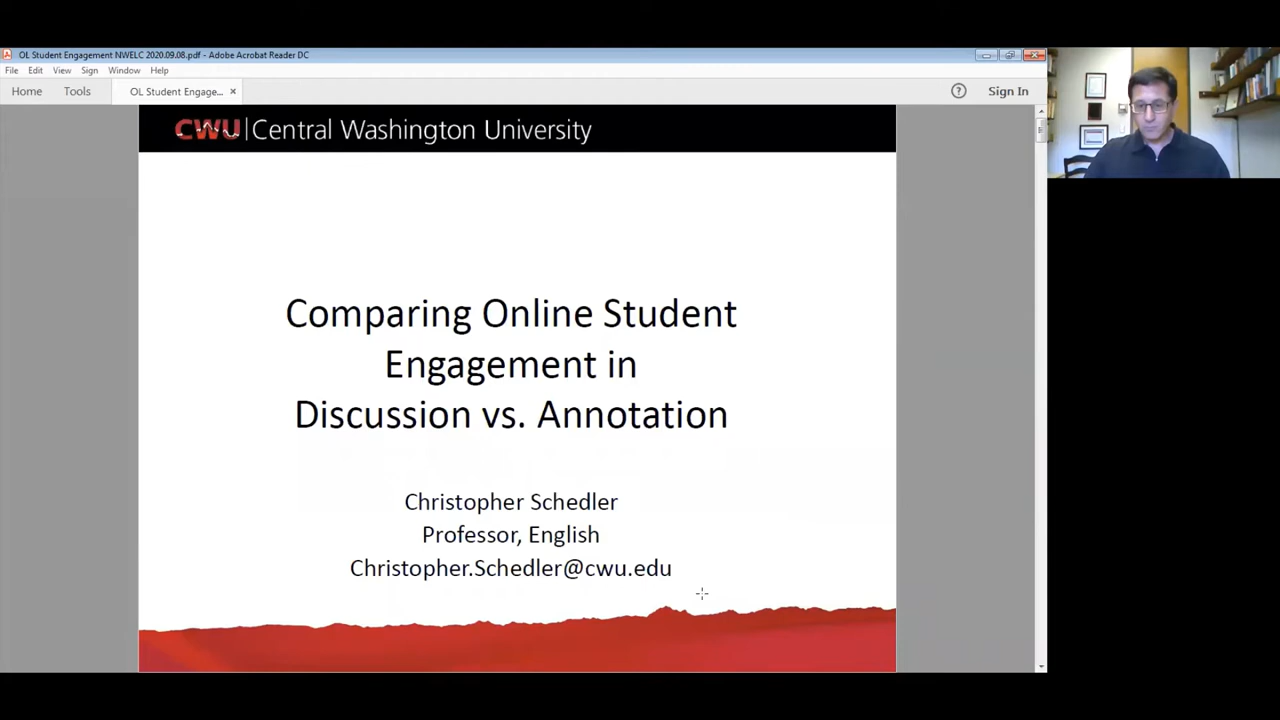 OL Student Engagement NWELC 2020.09.08.pdf - Adobe Acrobat Reader DC
File Edit View Sign Window Help
Home Tools OL Student Engage... × ? Sign In
CWU | Central Washington University
Comparing Online Student
Engagement in
Discussion vs. Annotation
Christopher Schedler
Professor, English
Christopher.Schedler@cwu.edu